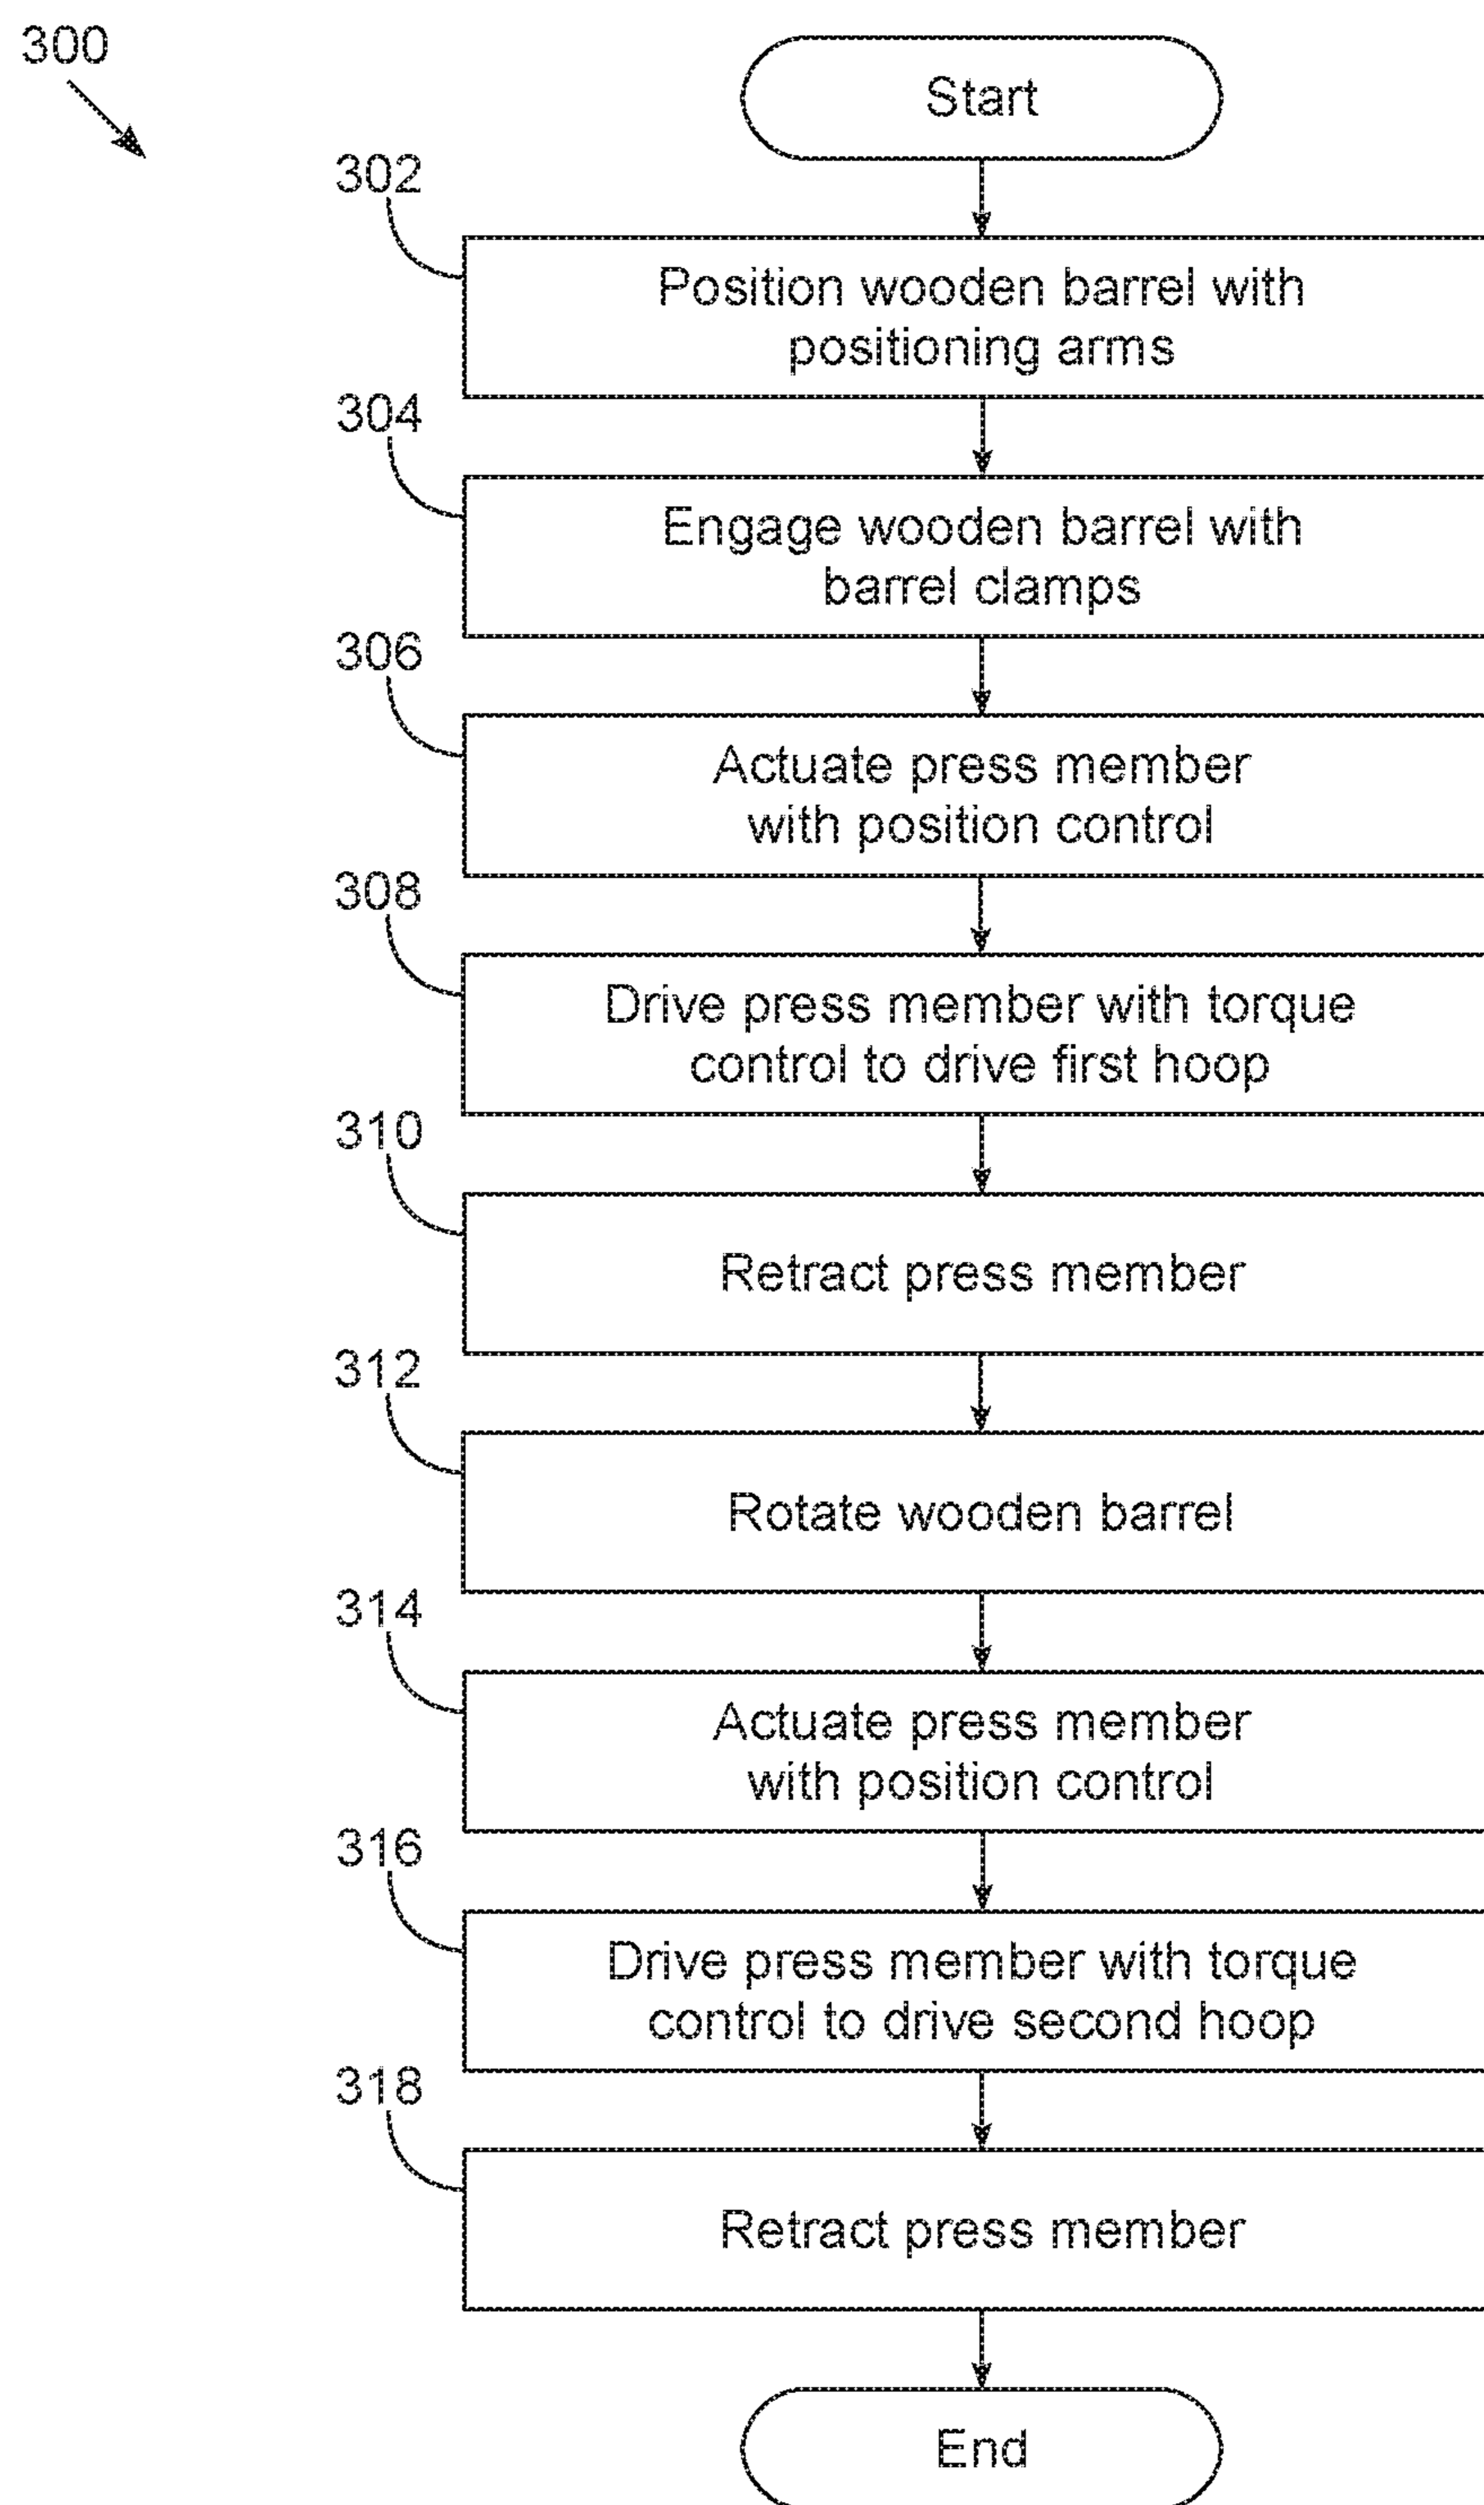 300
Start
302
Position wooden barrel with
positioning arms
304
Engage wooden barrel with
barrel clamps
306
Actuate press member
with position control
308
Drive press member with torque
control to drive first hoop
310
Retract press member
312
Rotate wooden barrel
314
Actuate press member
with position control
316
Drive press member with torque
control to drive second hoop
318
Retract press member
End